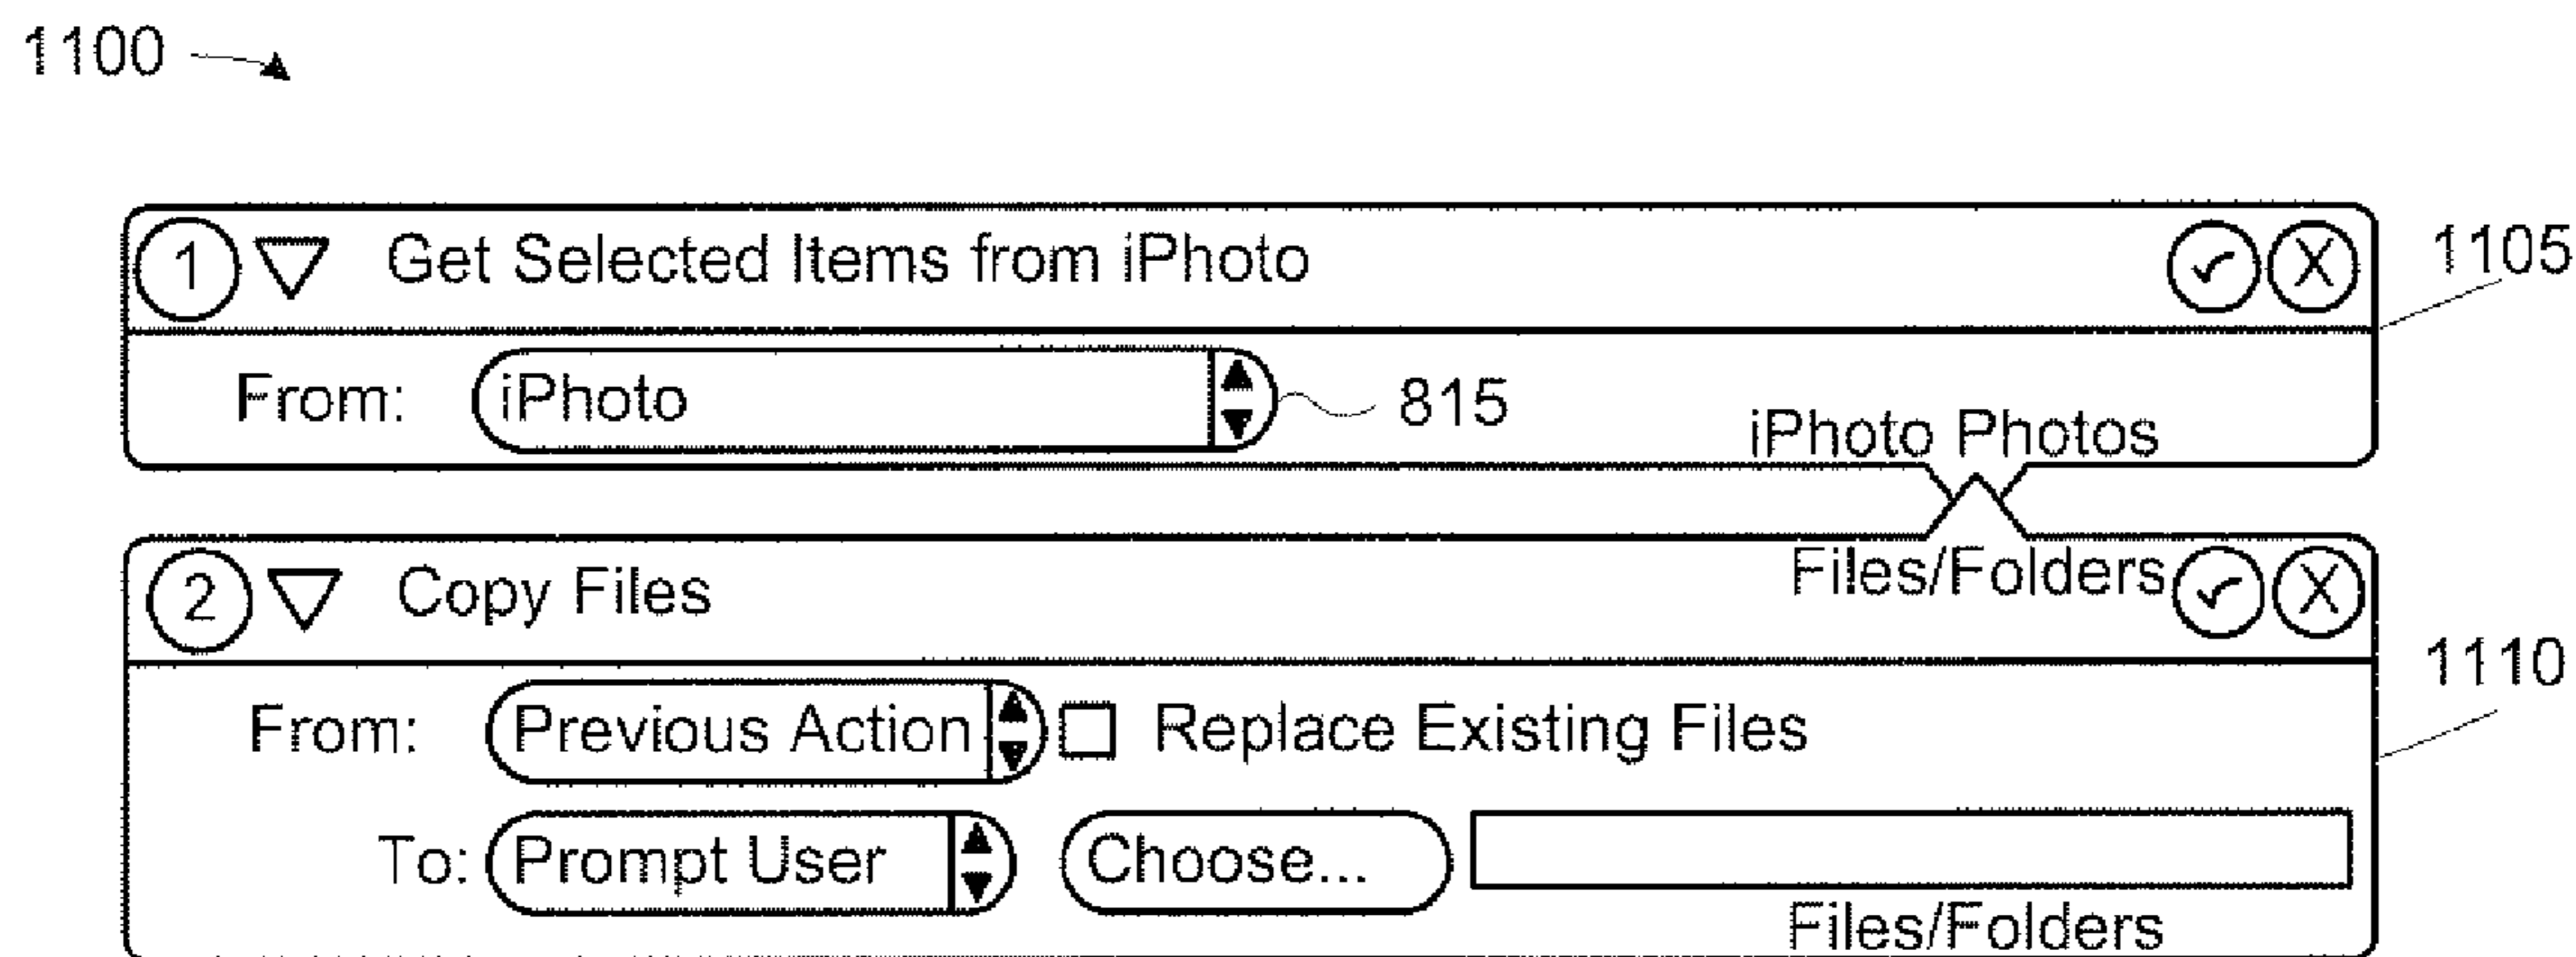 1100
1 Get Selected Items from iPhoto X
1105
From: iPhoto 815
iPhoto Photos
Files/Folders
2 Copy Files X
1110
From: Previous Action Replace Existing Files
To: Prompt User Choose...
Files/Folders